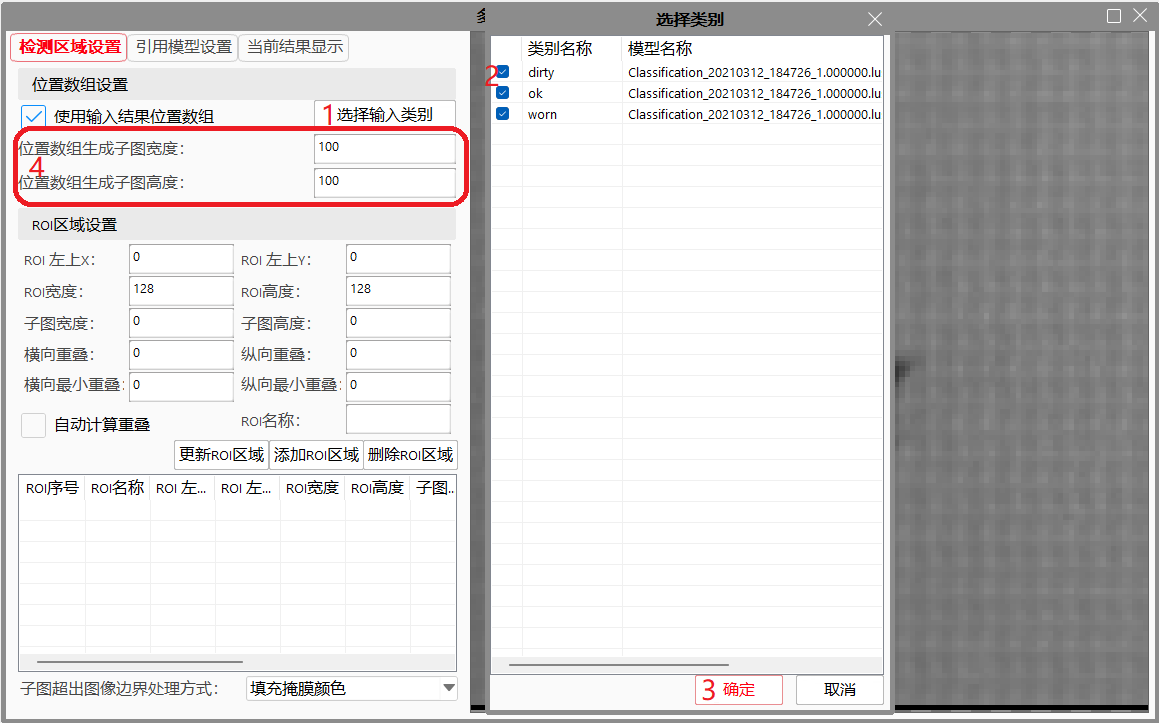 多
检测区域设置 引用模型设置 当前结果显示
位置数组设置
使用输入结果位置数组 1 选择输入类别
位置数组生成子图宽度: 100
4
位置数组生成子图高度: 100
ROI区域设置
ROI 左上X: 0 ROI 左上Y: 0
ROI宽度: 128 ROI高度: 128
子图宽度: 0 子图高度: 0
横向重叠: 0 纵向重叠: 0
横向最小重叠: 0 纵向最小重叠: 0
自动计算重叠 ROI名称:
更新ROI区域 添加ROI区域 删除ROI区域
ROI序号 ROI名称 ROI 左... ROI 左... ROI宽度 ROI高度 子图..
子图超出图像边界处理方式: 填充掩膜颜色
选择类别
类别名称 模型名称
2 dirty Classification_20210312_184726_1.000000.lu
ok Classification_20210312_184726_1.000000.lu
worn Classification_20210312_184726_1.000000.lu
3 确定 取消